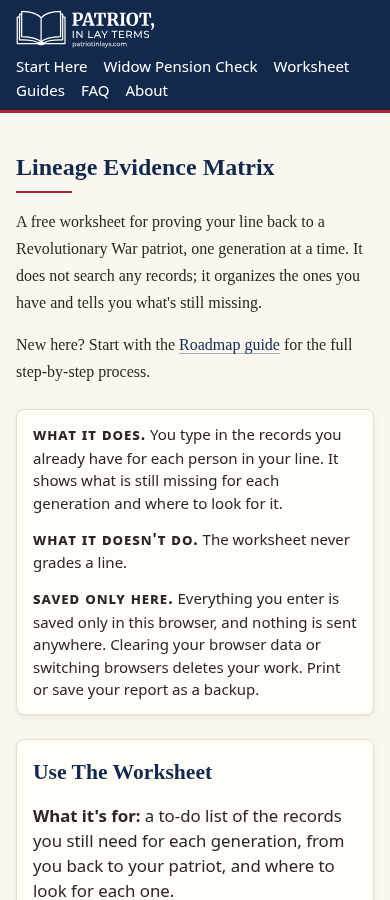 PATRIOT,
IN LAY TERMS
patriotinlays.com
Start Here Widow Pension Check Worksheet
Guides FAQ About
Lineage Evidence Matrix
A free worksheet for proving your line back to a
Revolutionary War patriot, one generation at a time. It
does not search any records; it organizes the ones you
have and tells you what's still missing.
New here? Start with the Roadmap guide for the full
step-by-step process.
WHAT IT DOES. You type in the records you
already have for each person in your line. It
shows what is still missing for each
generation and where to look for it.
WHAT IT DOESN'T DO. The worksheet never
grades a line.
SAVED ONLY HERE. Everything you enter is
saved only in this browser, and nothing is sent
anywhere. Clearing your browser data or
switching browsers deletes your work. Print
or save your report as a backup.
Use The Worksheet
What it's for: a to-do list of the records
you still need for each generation, from
you back to your patriot, and where to
look for each one.